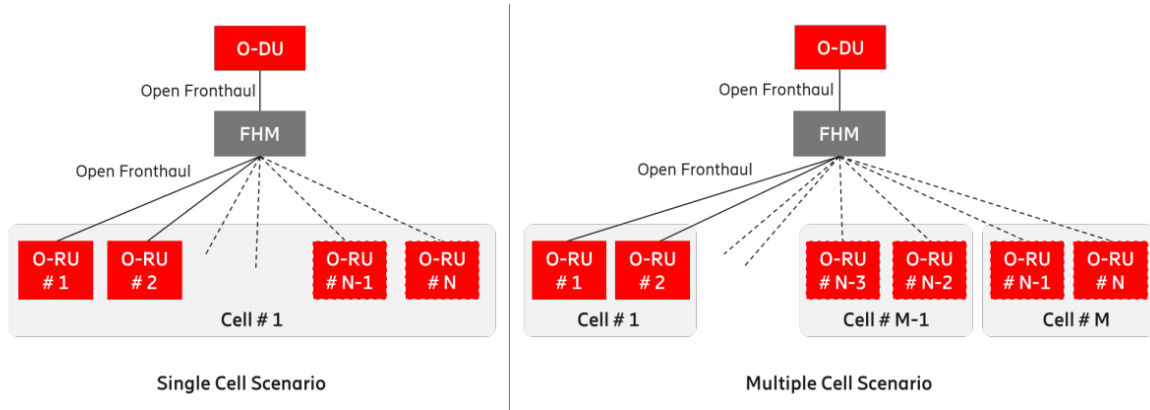 O-DU
Open Fronthaul
FHM
Open Fronthaul
O-RU
# 1
O-RU
# 2
O-RU
# N-1
O-RU
# N
Cell # 1
Single Cell Scenario
O-DU
Open Fronthaul
FHM
Open Fronthaul
O-RU
# 1
O-RU
# 2
O-RU
# N-3
O-RU
# N-2
O-RU
# N-1
O-RU
# N
Cell # 1
Cell # M-1
Cell # M
Multiple Cell Scenario